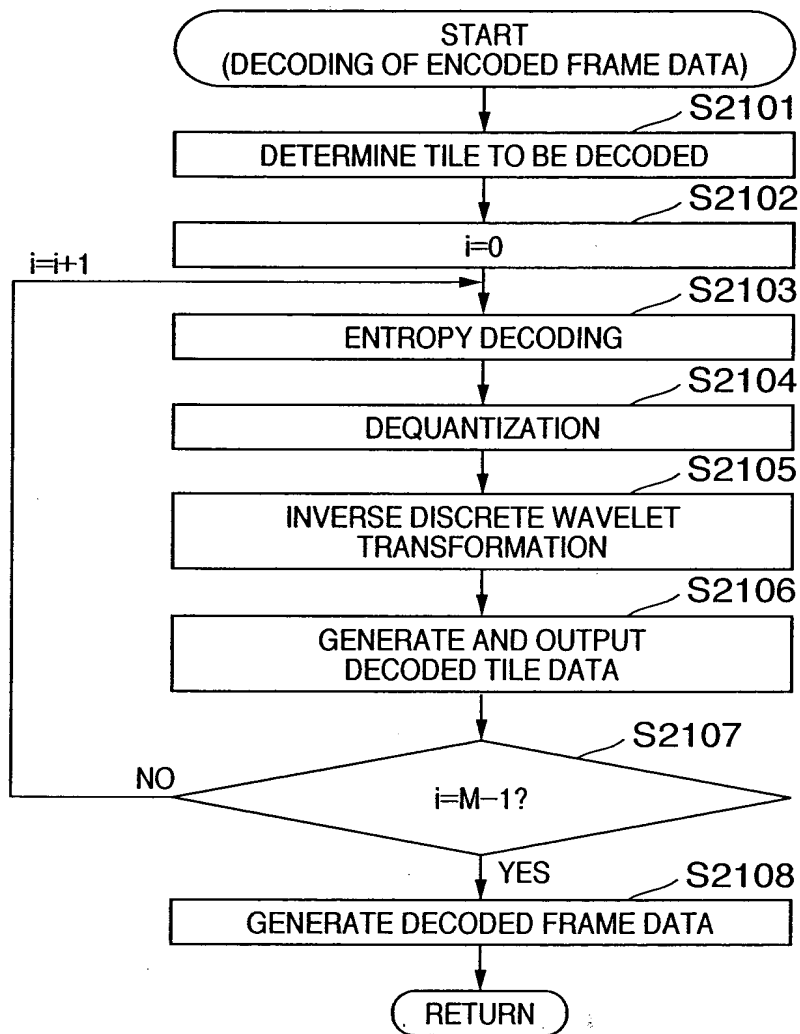 START
(DECODING OF ENCODED FRAME DATA)
S2101
DETERMINE TILE TO BE DECODED
S2102
i=0
i=i+1
S2103
ENTROPY DECODING
S2104
DEQUANTIZATION
S2105
INVERSE DISCRETE WAVELET
TRANSFORMATION
S2106
GENERATE AND OUTPUT
DECODED TILE DATA
S2107
NO
i=M−1?
YES
S2108
GENERATE DECODED FRAME DATA
RETURN